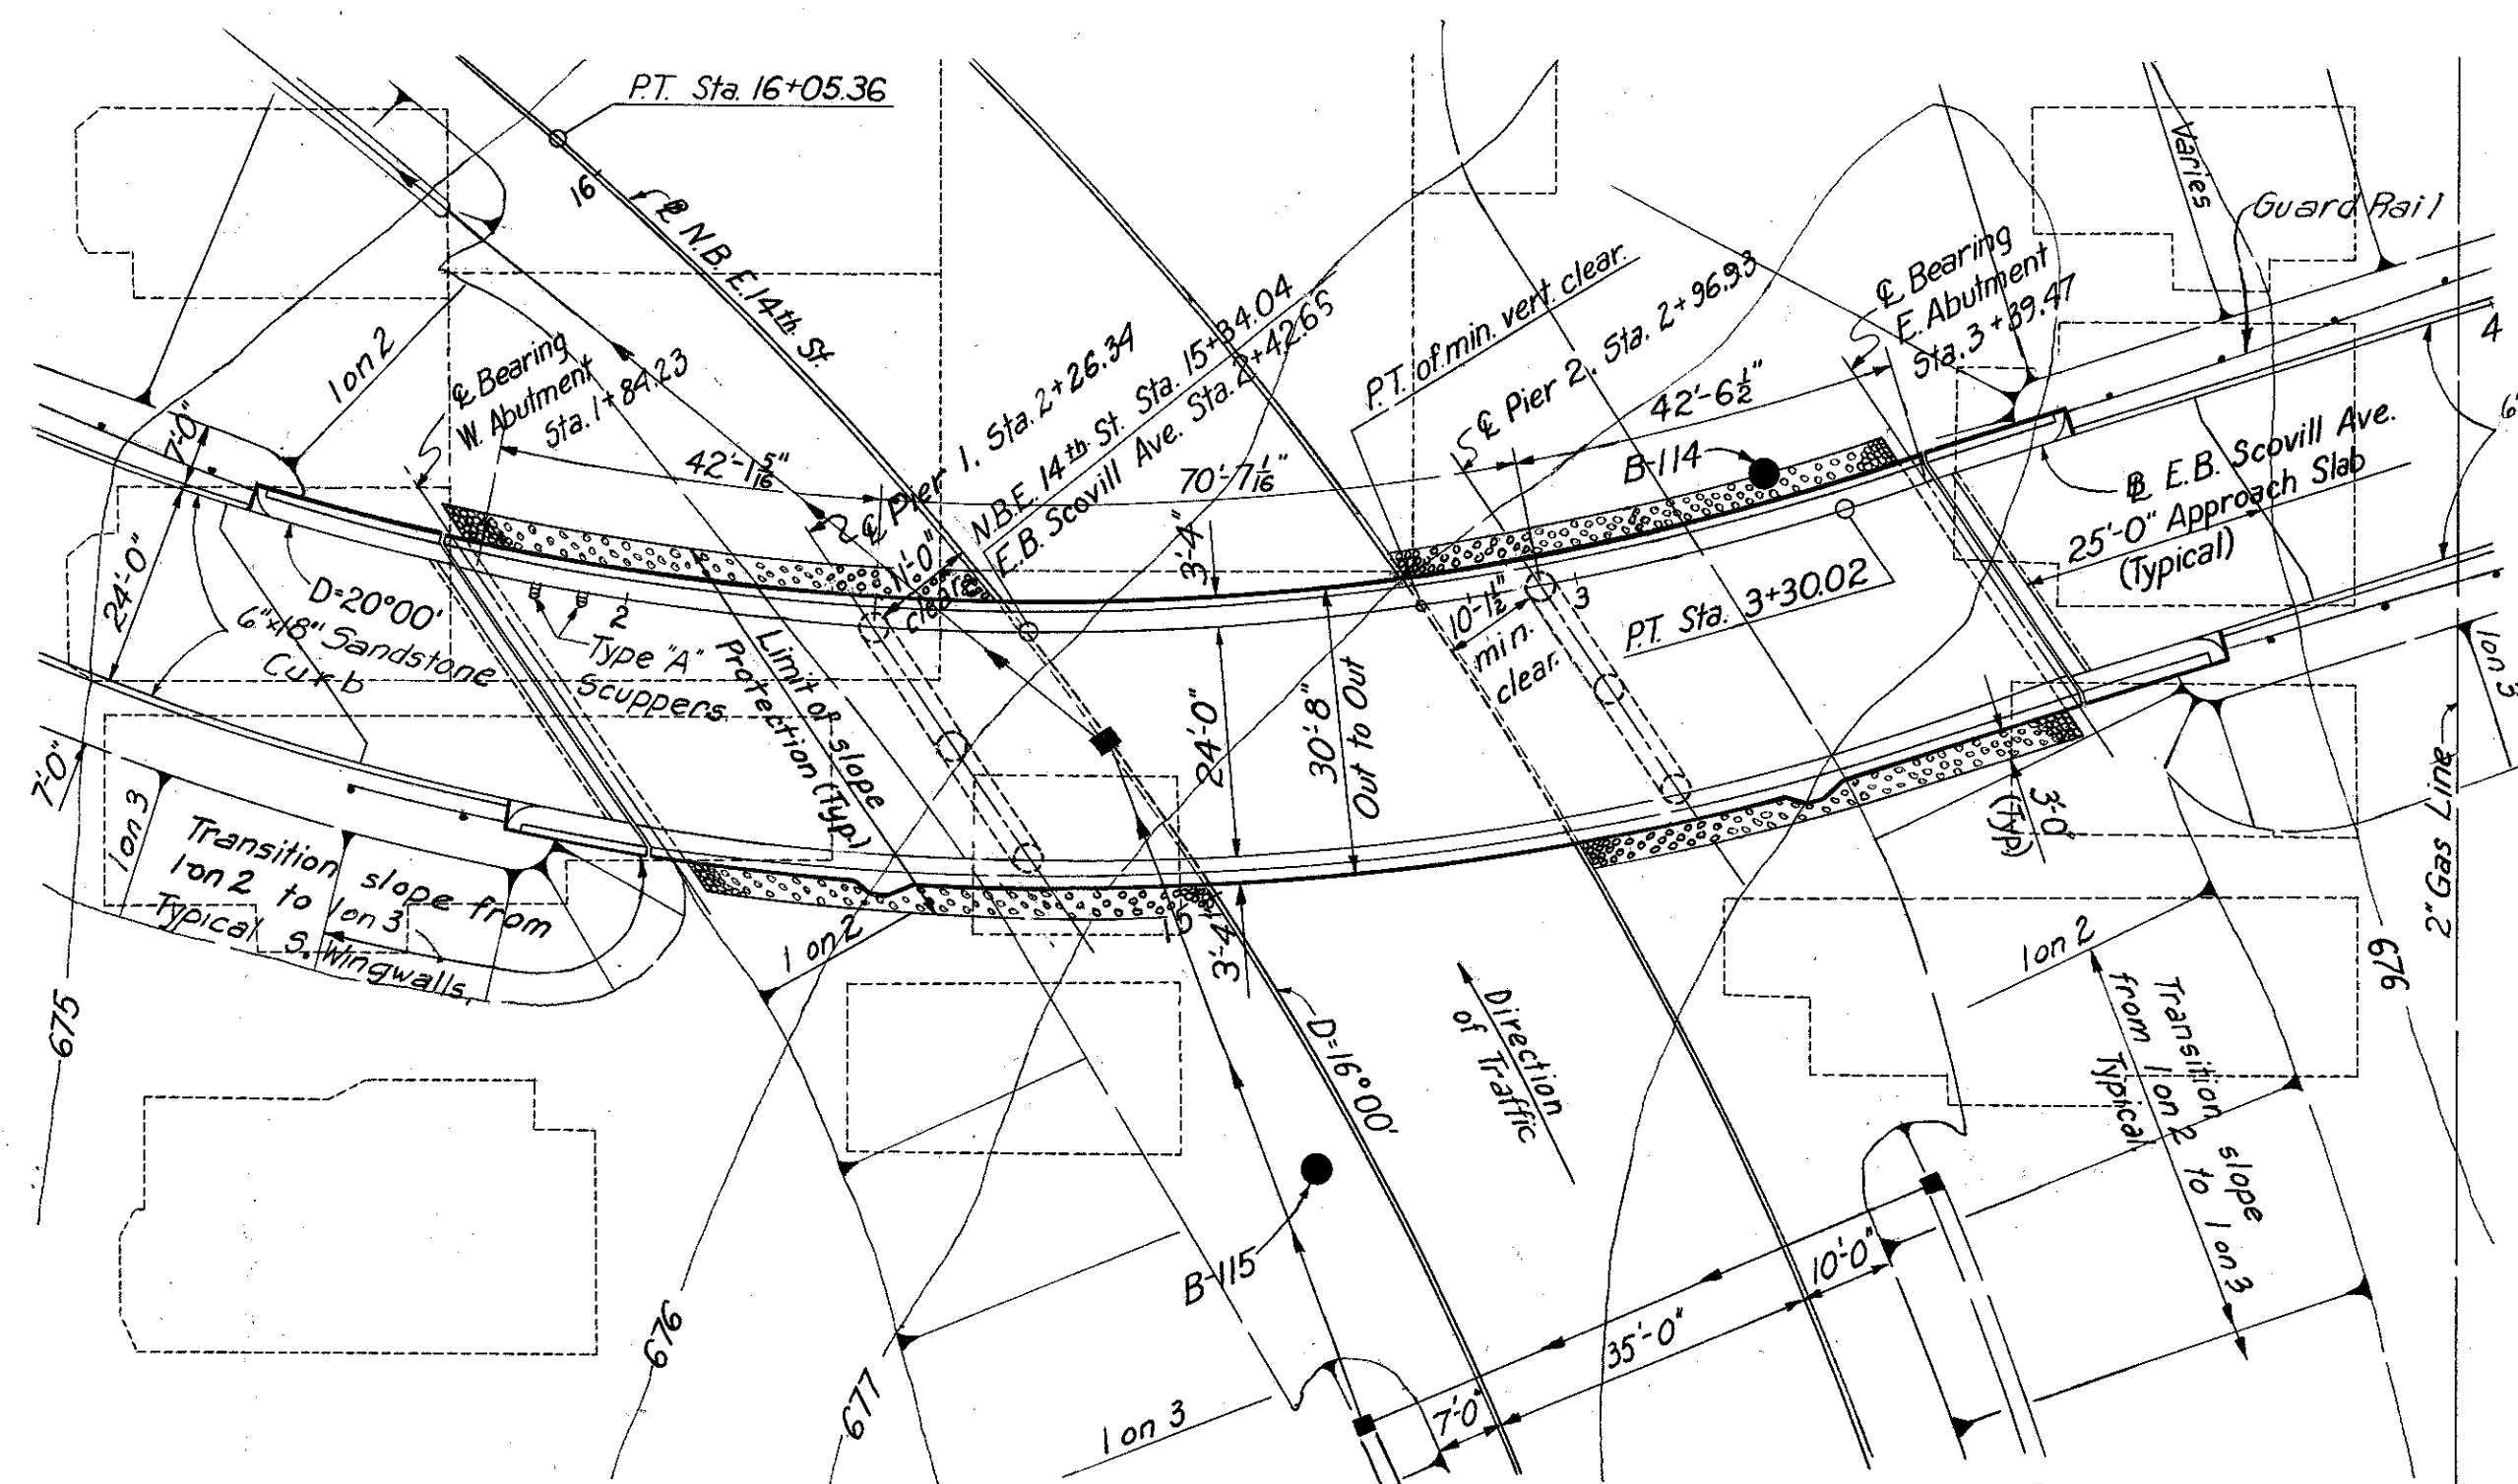 P.T. Sta. 16+05.36
16
N.B. E. 14th St.
Varies
Guard Rail
℄ Bearing
W. Abutment
Sta. 1+84.23
1 on 2
7'-0"
24'-0"
D=20°00'
6"x18" Sandstone
Curb
2
Type "A"
Scuppers
42'-1 5/16"
℄ Pier 1. Sta. 2+26.34
N.B.E. 14th St. Sta. 15+34.04
E.B. Scovill Ave. Sta. 2+42.65
70'-7 1/16"
P.T. of min. vert. clear.
℄ Pier 2. Sta. 2+96.93
42'-6 1/2"
B-114
℄ Bearing
E. Abutment
Sta. 3+39.47
4
E.B. Scovill Ave.
25'-0" Approach Slab
(Typical)
clear.
3'-4"
10'-1 1/2"
min.
clear.
3
P.T. Sta. 3+30.02
Limit of slope
Protection (Typ.)
24'-0"
30'-8"
Out to Out
1 on 3
7'-0"
1 on 3
Transition slope from
1 on 2 to 1 on 3
Typical S. Wingwalls.
1 on 2
15
3'-4"
3'-0"
(Typ)
2" Gas Line
675
676
1 on 2
Transition slope
from 1 on 2 to 1 on 3
Typical
Direction
of Traffic
D=16°00'
B-115
10'-0"
35'-0"
7'-0"
1 on 3
676
677